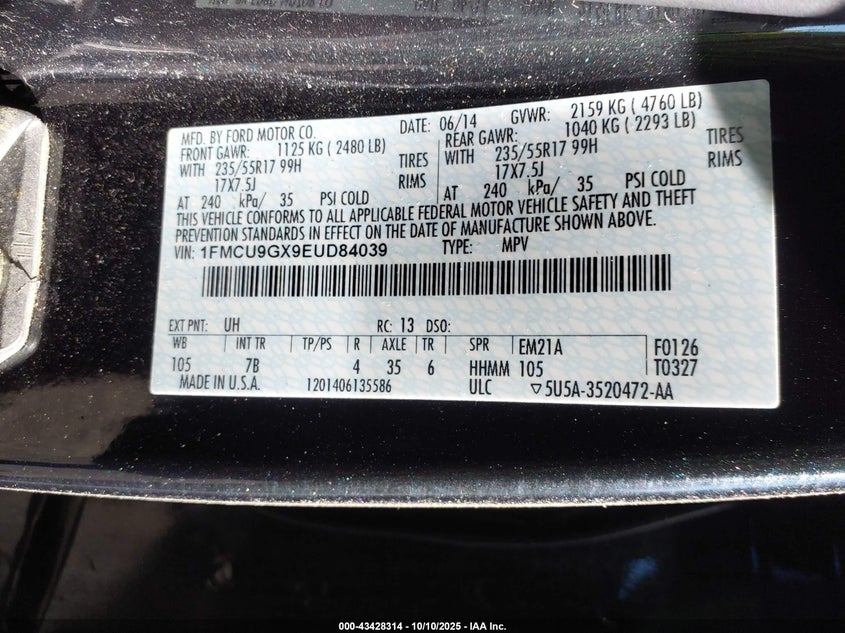 MFD. BY FORD MOTOR CO.
DATE: 06/14 GVWR: 2159 KG ( 4760 LB)
FRONT GAWR: 1125 KG ( 2480 LB)
REAR GAWR: 1040 KG ( 2293 LB)
WITH 235/55R17 99H TIRES
WITH 235/55R17 99H TIRES
17X7.5J RIMS
17X7.5J RIMS
AT 240 kPa/ 35 PSI COLD
AT 240 kPa/ 35 PSI COLD
THIS VEHICLE CONFORMS TO ALL APPLICABLE FEDERAL MOTOR VEHICLE SAFETY AND THEFT
PREVENTION STANDARDS IN EFFECT ON THE DATE OF MANUFACTURE SHOWN ABOVE.
VIN: 1FMCU9GX9EUD84039 TYPE: MPV
EXT PNT: UH RC: 13 DSO:
WB INT TR TP/PS R AXLE TR SPR EM21A F0126
105 7B 4 35 6 HHMM 105 T0327
MADE IN U.S.A. 1201406135586 ULC ▽5U5A-3520472-AA
000-43428314 - 10/10/2025 - IAA Inc.